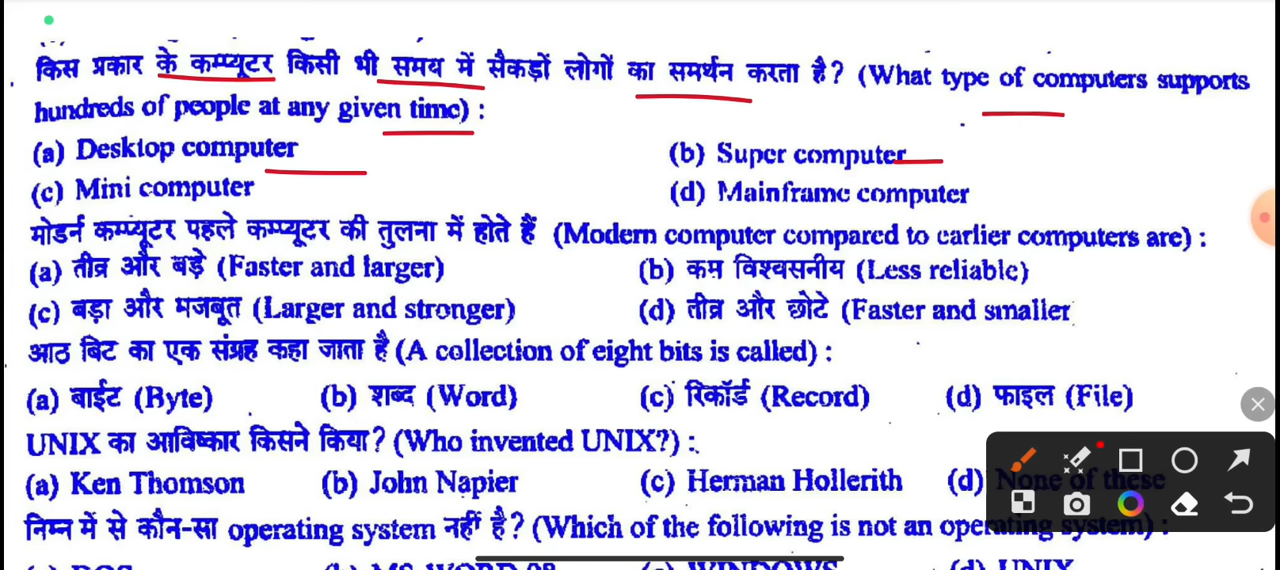 किस प्रकार के कम्प्यूटर किसी भी समय में सैकड़ों लोगों का समर्थन करता है? (What type of computers supports
hundreds of people at any given time) :
(a) Desktop computer (b) Super computer
(c) Mini computer (d) Mainframe computer
मोडर्न कम्प्यूटर पहले कम्प्यूटर की तुलना में होते हैं (Modern computer compared to earlier computers are) :
(a) तीव्र और बड़े (Faster and larger) (b) कम विश्वसनीय (Less reliable)
(c) बड़ा और मजबूत (Larger and stronger) (d) तीव्र और छोटे (Faster and smaller
आठ बिट का एक संग्रह कहा जाता है (A collection of eight bits is called) :
(a) बाईट (Byte) (b) शब्द (Word) (c) रिकॉर्ड (Record) (d) फाइल (File)
UNIX का आविष्कार किसने किया? (Who invented UNIX?) :
(a) Ken Thomson (b) John Napier (c) Herman Hollerith (d) None of these
निम्न में से कौन-सा operating system नहीं है? (Which of the following is not an operating system) :